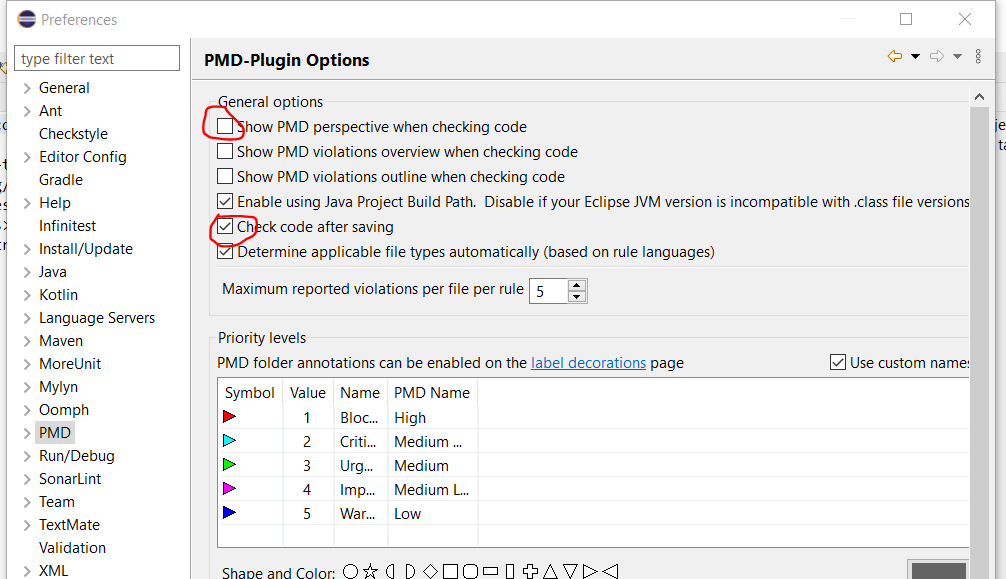 Preferences
type filter text
General
Ant
Checkstyle
Editor Config
Gradle
Help
Infinitest
Install/Update
Java
Kotlin
Language Servers
Maven
MoreUnit
Mylyn
Oomph
PMD
Run/Debug
SonarLint
Team
TextMate
Validation
XML
PMD-Plugin Options
General options
Show PMD perspective when checking code
Show PMD violations overview when checking code
Show PMD violations outline when checking code
Enable using Java Project Build Path.  Disable if your Eclipse JVM version is incompatible with .class file versions
Check code after saving
Determine applicable file types automatically (based on rule languages)
Maximum reported violations per file per rule 5
Priority levels
PMD folder annotations can be enabled on the label decorations page Use custom names
Symbol Value Name PMD Name
1 Bloc... High
2 Criti... Medium ...
3 Urg... Medium
4 Imp... Medium L...
5 War... Low
Shape and Color: